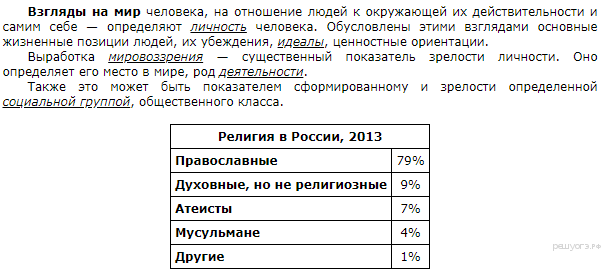 Взгляды на мир человека, на отношение людей к окружающей их действительности и
самим себе — определяют личность человека. Обусловлены этими взглядами основные
жизненные позиции людей, их убеждения, идеалы, ценностные ориентации.
Выработка мировоззрения — существенный показатель зрелости личности. Оно
определяет его место в мире, род деятельности.
Также это может быть показателем сформированному и зрелости определенной
социальной группой, общественного класса.
Религия в России, 2013
Православные 79%
Духовные, но не религиозные 9%
Атеисты 7%
Мусульмане 4%
Другие 1%
решуогэ.рф